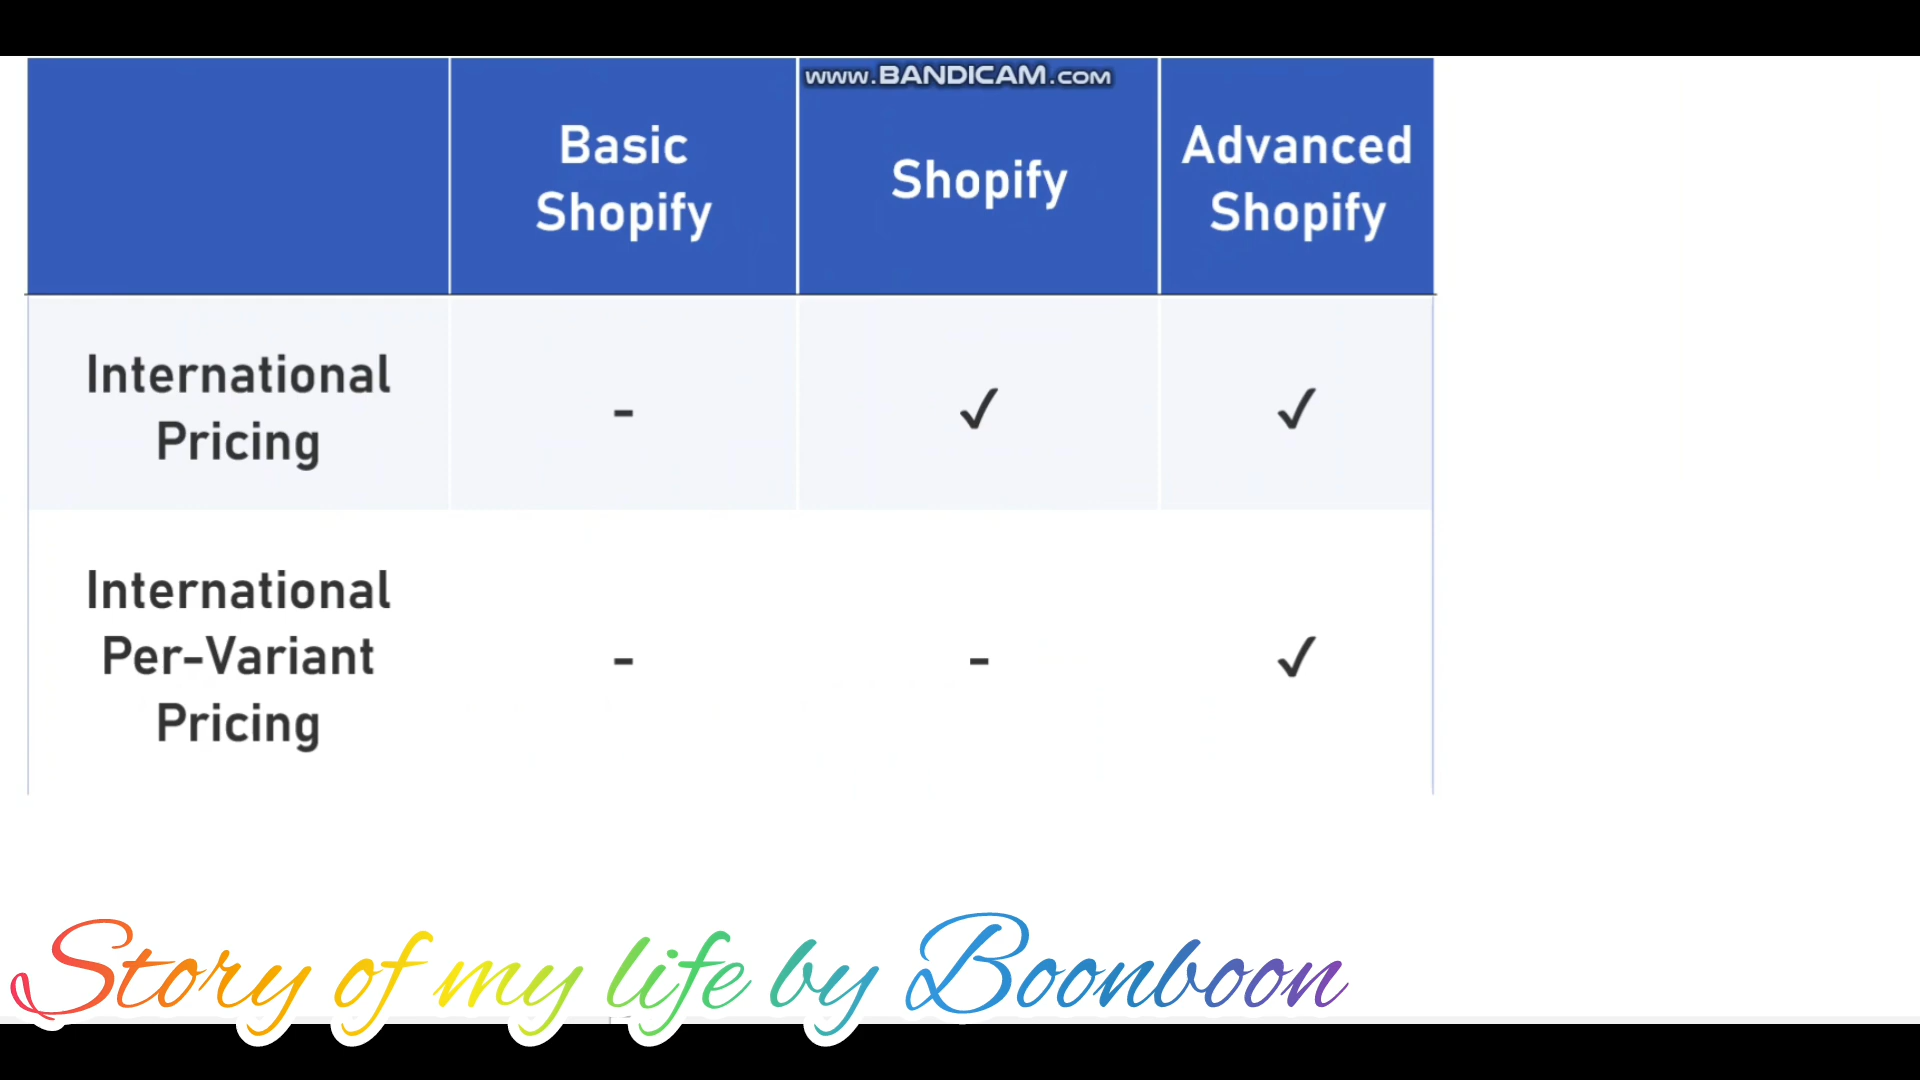 www.BANDICAM.com
Basic
Shopify
Shopify
Advanced
Shopify
International
Pricing
-
✓
✓
International
Per-Variant
Pricing
-
-
✓
Story of my life by Boonboon